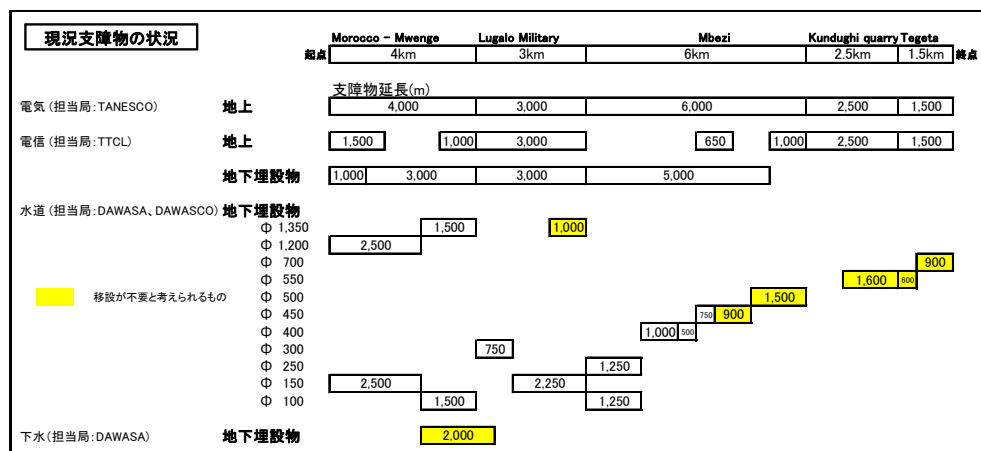 現況支障物の状況
Morocco - Mwenge Lugalo Military Mbezi Kundughi quarry Tegeta
起点 4km 3km 6km 2.5km 1.5km 終点
支障物延長(m)
電気(担当局:TANESCO) 地上 4,000 3,000 6,000 2,500 1,500
電信(担当局:TTCL) 地上 1,500 1,000 3,000 650 1,000 2,500 1,500
地下埋設物 1,000 3,000 3,000 5,000
水道(担当局:DAWASA、DAWASCO) 地下埋設物
Φ 1,350 1,500 1,000
Φ 1,200 2,500
Φ 700 900
Φ 550 1,600 600
移設が不要と考えられるもの Φ 500 1,500
Φ 450 750 900
Φ 400 1,000 500
Φ 300 750
Φ 250 1,250
Φ 150 2,500 2,250
Φ 100 1,500 1,250
下水(担当局:DAWASA) 地下埋設物 2,000